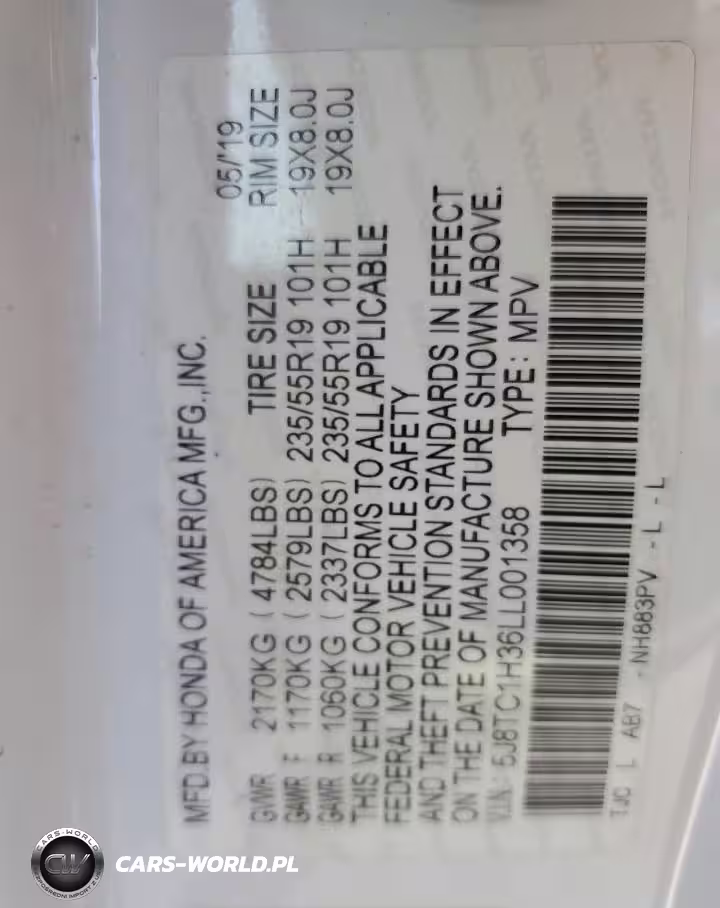 MFD.BY HONDA OF AMERICA MFG.,INC. 05/'19
GVWR 2170KG ( 4784LBS) TIRE SIZE RIM SIZE
GAWR F 1170KG ( 2579LBS) 235/55R19 101H 19X8.0J
GAWR R 1060KG ( 2337LBS) 235/55R19 101H 19X8.0J
THIS VEHICLE CONFORMS TO ALL APPLICABLE
FEDERAL MOTOR VEHICLE SAFETY
AND THEFT PREVENTION STANDARDS IN EFFECT
ON THE DATE OF MANUFACTURE SHOWN ABOVE.
V.I.N.: 5J8TC1H36LL001358 TYPE: MPV
TJC L AB7 -NH883PV - L - L
CARS-WORLD
CW
CARS-WORLD.PL